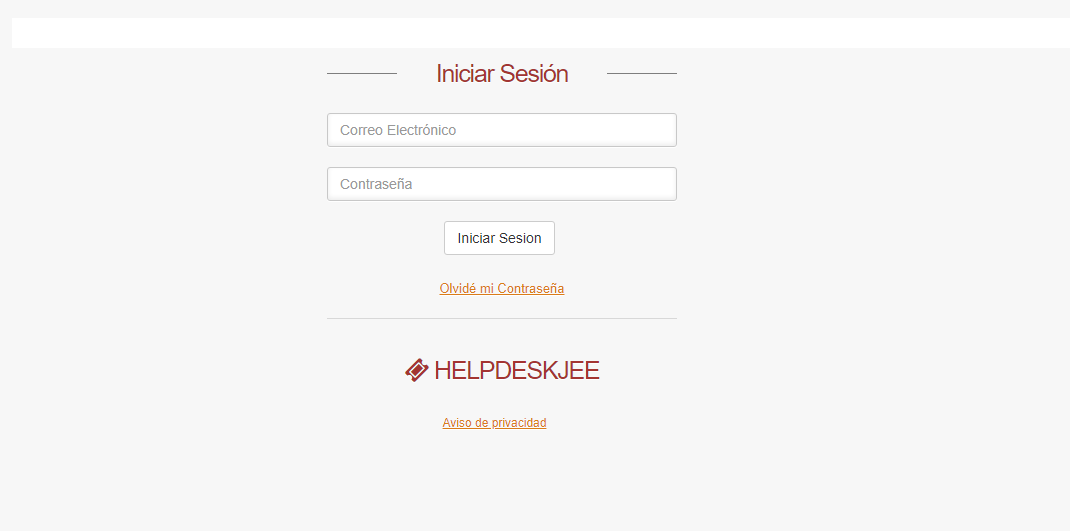 Iniciar Sesión
Correo Electrónico
Contraseña
Iniciar Sesion
Olvidé mi Contraseña
HELPDESKJEE
Aviso de privacidad